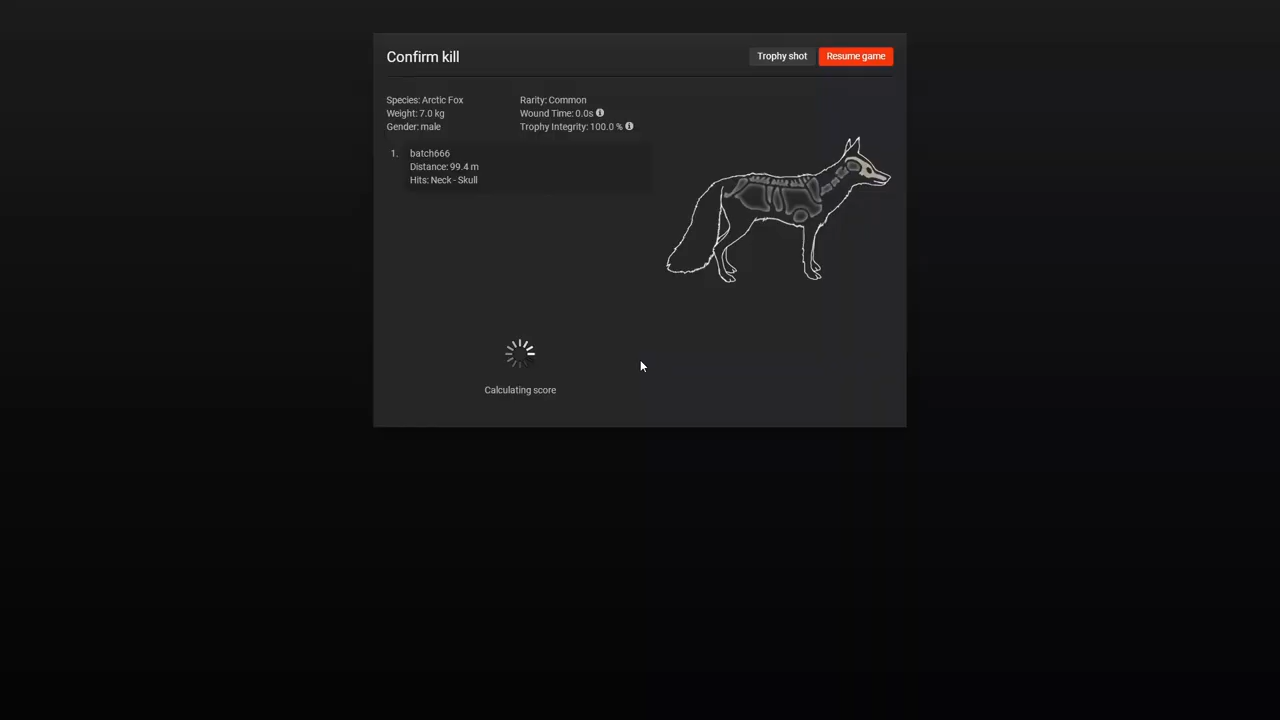 Confirm kill
Trophy shot
Resume game
Species: Arctic Fox
Rarity: Common
Weight: 7.0 kg
Wound Time: 0.0s
Gender: male
Trophy Integrity: 100.0 %
1. batch666
Distance: 99.4 m
Hits: Neck - Skull
Calculating score